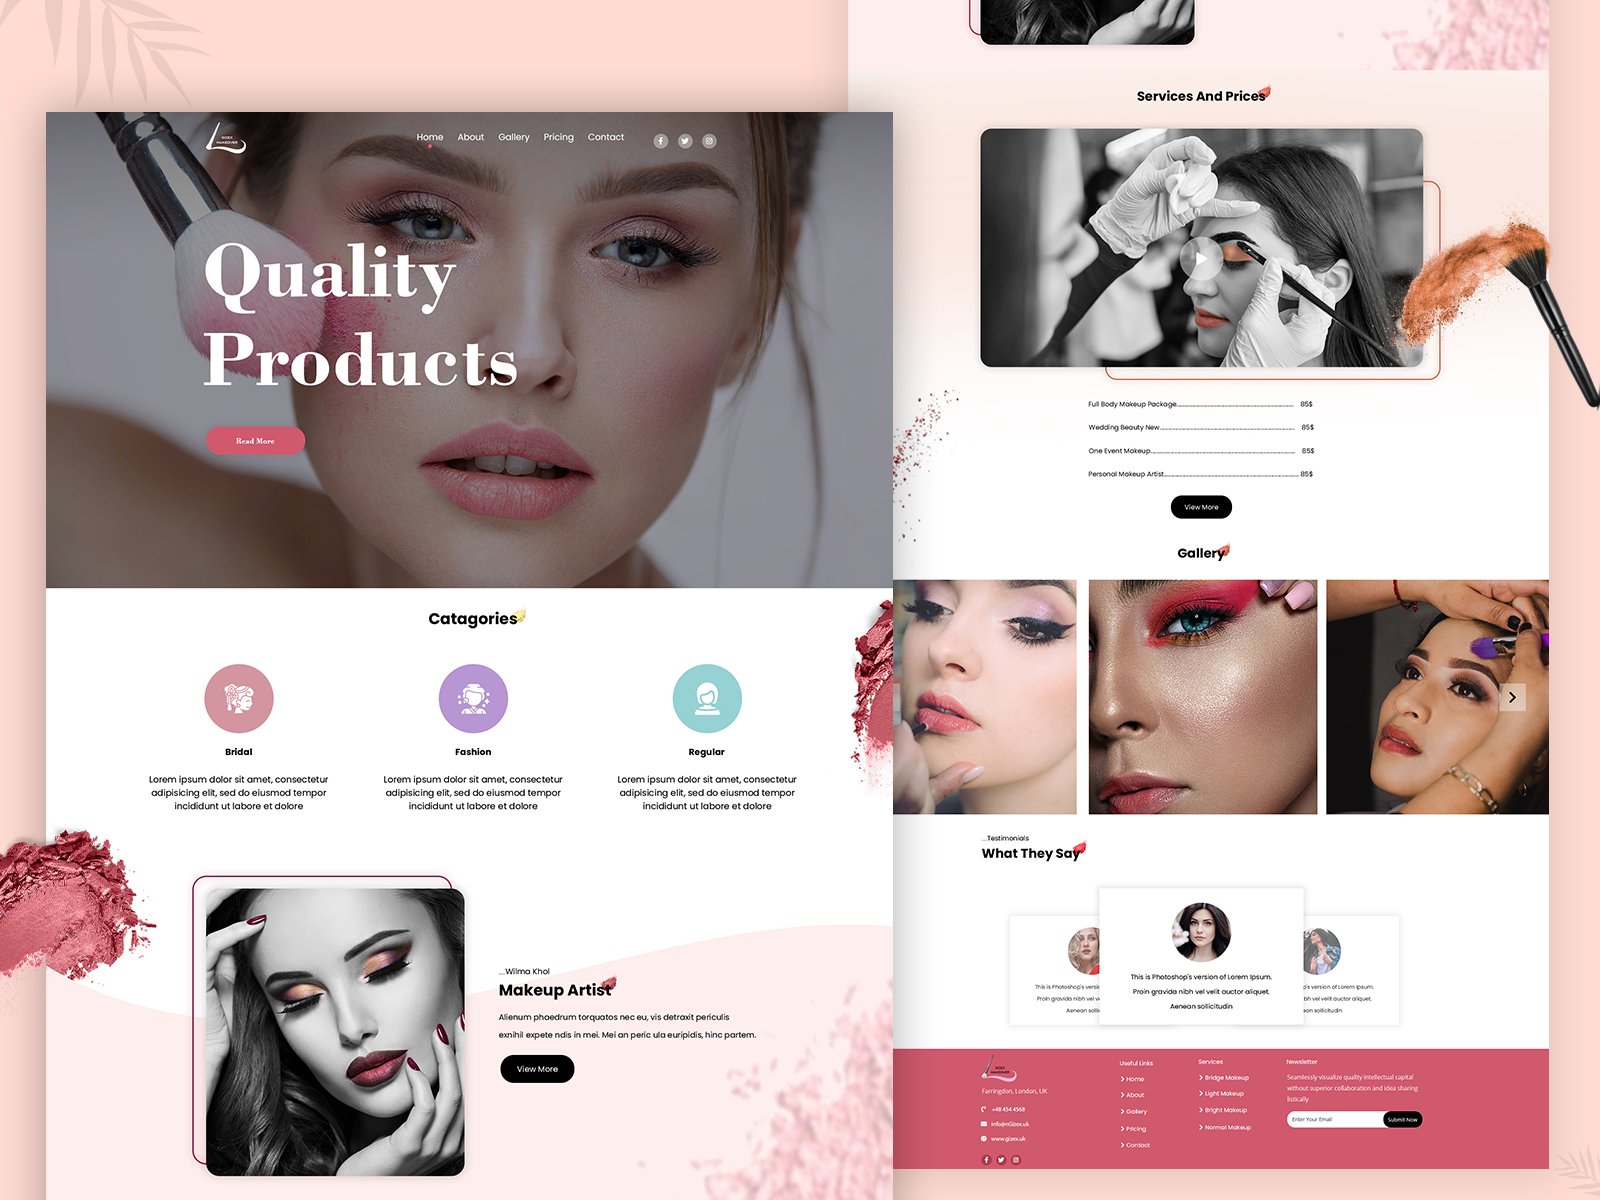 GIZEX
MAKEOVER
Home About Gallery Pricing Contact
Quality
Products
Read More
Catagories
Bridal
Lorem ipsum dolor sit amet, consectetur
adipisicing elit, sed do eiusmod tempor
incididunt ut labore et dolore
Fashion
Lorem ipsum dolor sit amet, consectetur
adipisicing elit, sed do eiusmod tempor
incididunt ut labore et dolore
Regular
Lorem ipsum dolor sit amet, consectetur
adipisicing elit, sed do eiusmod tempor
incididunt ut labore et dolore
...Wilma Khol
Makeup Artist
Alienum phaedrum torquatos nec eu, vis detraxit periculis
exnihil expete ndis in mei. Mei an peric ula euripidis, hinc partem.
View More
Services And Prices
Full Body Makeup Package 85$
Wedding Beauty New 85$
One Event Makeup 85$
Personal Makeup Artist 85$
View More
Gallery
...Testimonials
What They Say
This is Photoshop's versio
Proin gravida nibh vel v
Aenean solli
This is Photoshop's version of Lorem Ipsum.
Proin gravida nibh vel velit auctor aliquet.
Aenean sollicitudin
's version of Lorem Ipsum.
vel velit auctor aliquet.
ean sollicitudin
GIZEX
MAKEOVER
Farringdon, London, UK
+48 454 4568
info@nGizex.uk
www.gizex.uk
Useful Links
Home
About
Gallery
Pricing
Contact
Services
Bridge Makeup
Light Makeup
Bright Makeup
Normal Makeup
Newsletter
Seamlessly visualize quality intellectual capital
without superior collaboration and idea sharing
listically
Enter Your Email
Submit Now